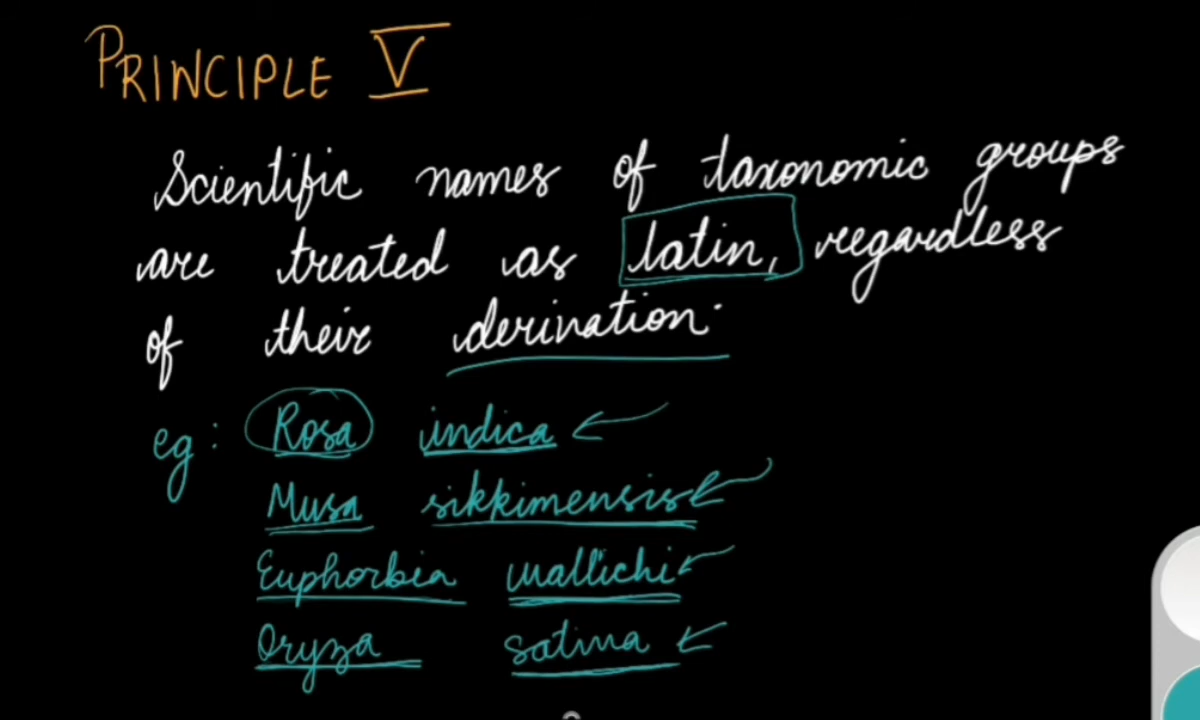 PRINCIPLE V
Scientific names of taxonomic groups
are treated as latin, regardless
of their derivation.
eg: Rosa indica
Musa sikkimensis
Euphorbia wallichi
Oryza sativa